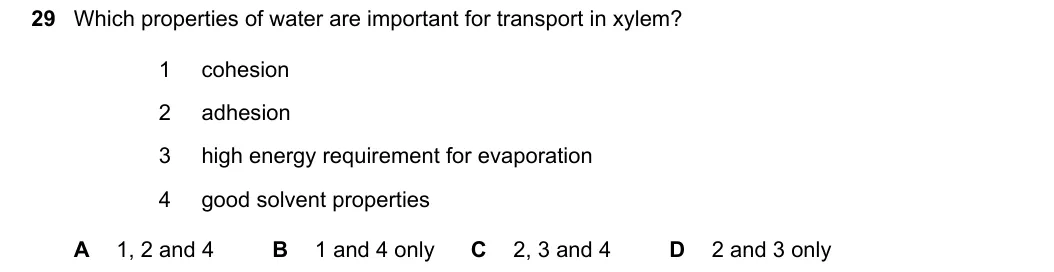 29 Which properties of water are important for transport in xylem?
1 cohesion
2 adhesion
3 high energy requirement for evaporation
4 good solvent properties
A 1, 2 and 4 B 1 and 4 only C 2, 3 and 4 D 2 and 3 only